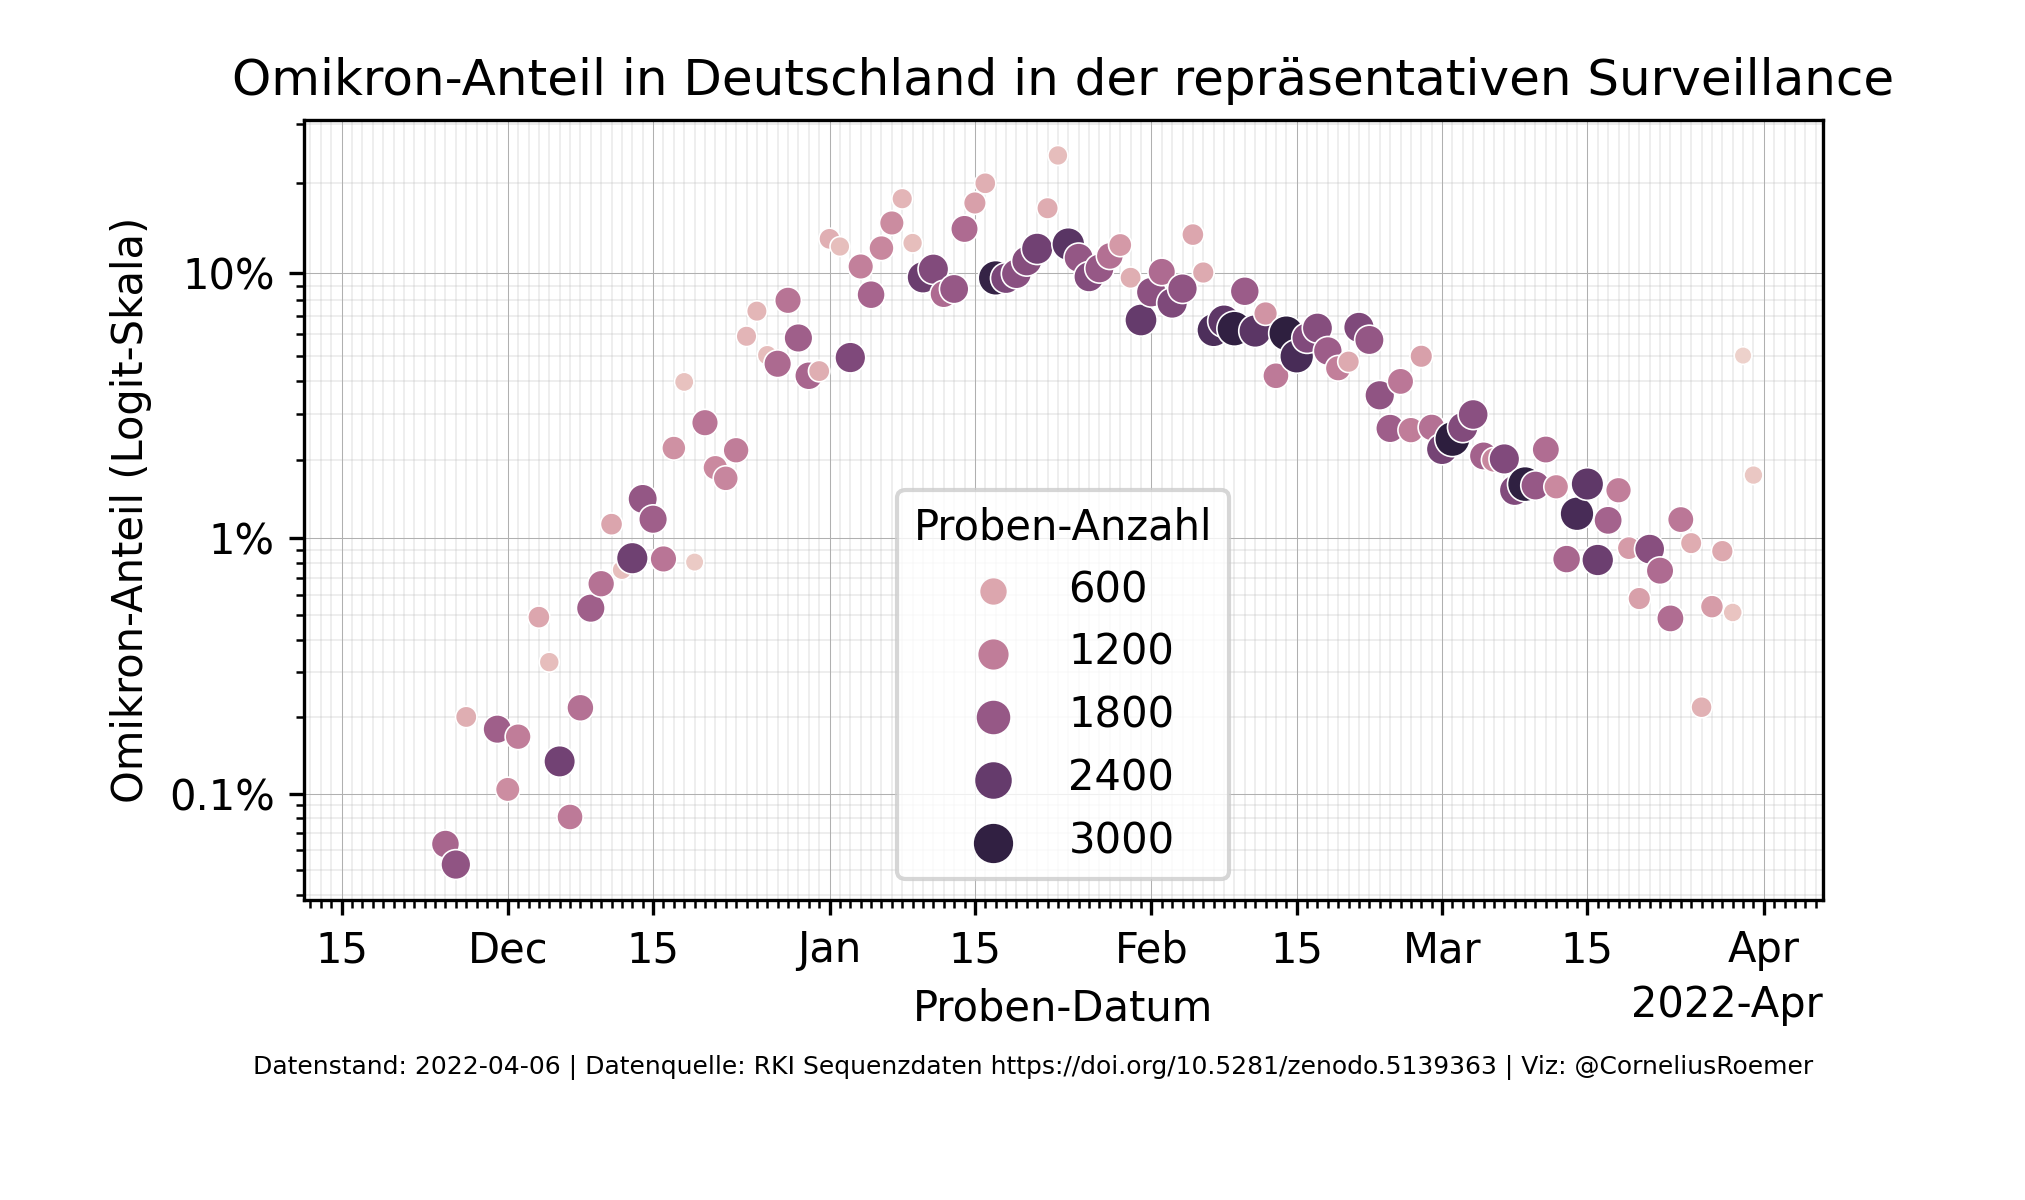 Omikron-Anteil in Deutschland in der repräsentativen Surveillance
Omikron-Anteil (Logit-Skala)
10%
1%
0.1%
Proben-Anzahl
600
1200
1800
2400
3000
15 Dec 15 Jan 15 Feb 15 Mar 15 Apr
Proben-Datum
2022-Apr
Datenstand: 2022-04-06 | Datenquelle: RKI Sequenzdaten https://doi.org/10.5281/zenodo.5139363 | Viz: @CorneliusRoemer